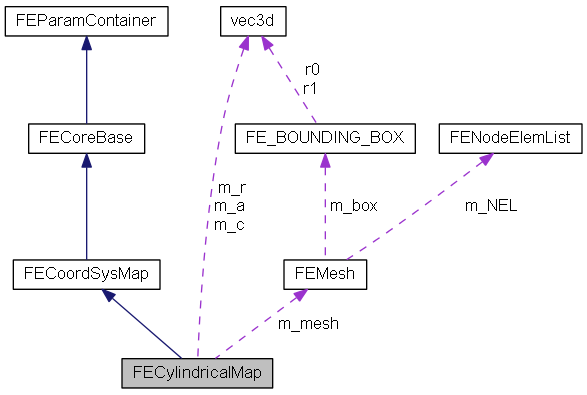 FEParamContainer
vec3d
r0
r1
FECoreBase
FE_BOUNDING_BOX
FENodeElemList
m_r
m_a
m_c
m_box
m_NEL
FECoordSysMap
FEMesh
m_mesh
FECylindricalMap